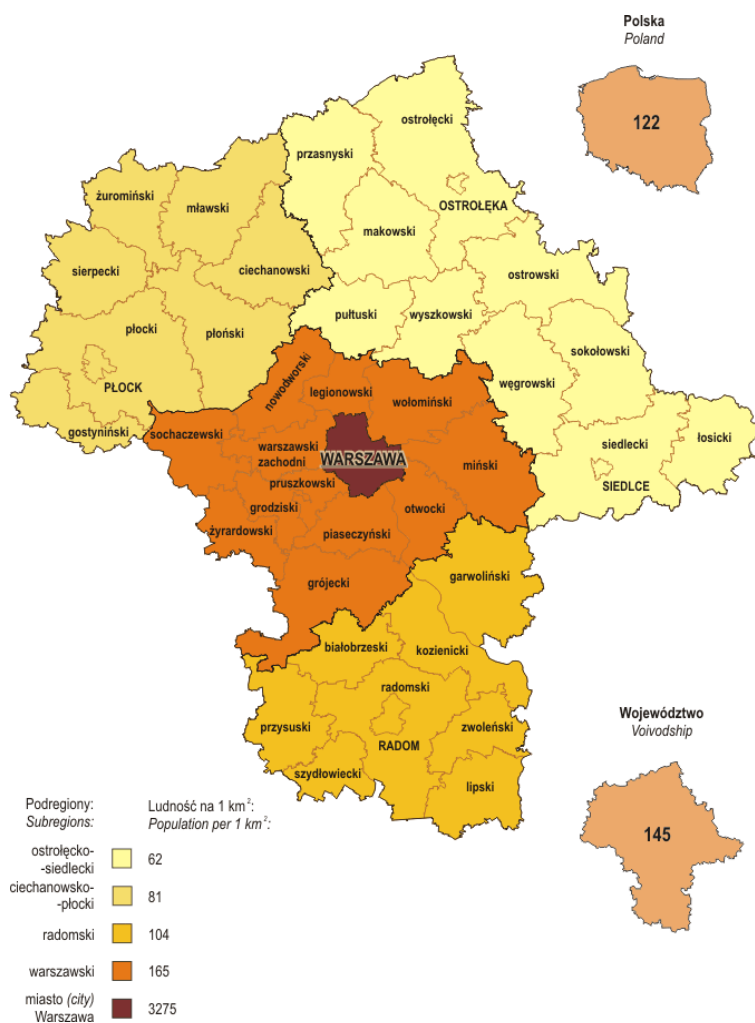 Polska
Poland
122
ostrołęcki
przasnyski
żuromiński
mławski
OSTROŁĘKA
makowski
sierpecki
ciechanowski
ostrowski
pułtuski
wyszkowski
płocki
płoński
sokołowski
nowodworski
węgrowski
PŁOCK
legionowski
wołomiński
gostyniński
sochaczewski
siedlecki
łosicki
warszawski
zachodni
WARSZAWA
miński
pruszkowski
SIEDLCE
grodziski
otwocki
żyrardowski
piaseczyński
garwoliński
grójecki
białobrzeski
kozienicki
radomski
Województwo
Voivodship
przysuski
zwoleński
RADOM
szydłowiecki
lipski
145
Podregiony: Ludność na 1 km²:
Subregions: Population per 1 km²:
ostrołęcko-
-siedlecki 62
ciechanowsko-
-płocki 81
radomski 104
warszawski 165
miasto (city)
Warszawa 3275